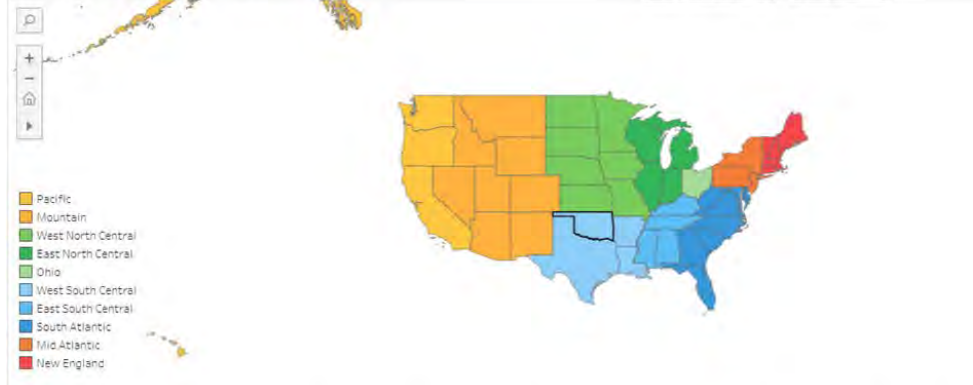 Pacific
Mountain
West North Central
East North Central
Ohio
West South Central
East South Central
South Atlantic
Mid Atlantic
New England